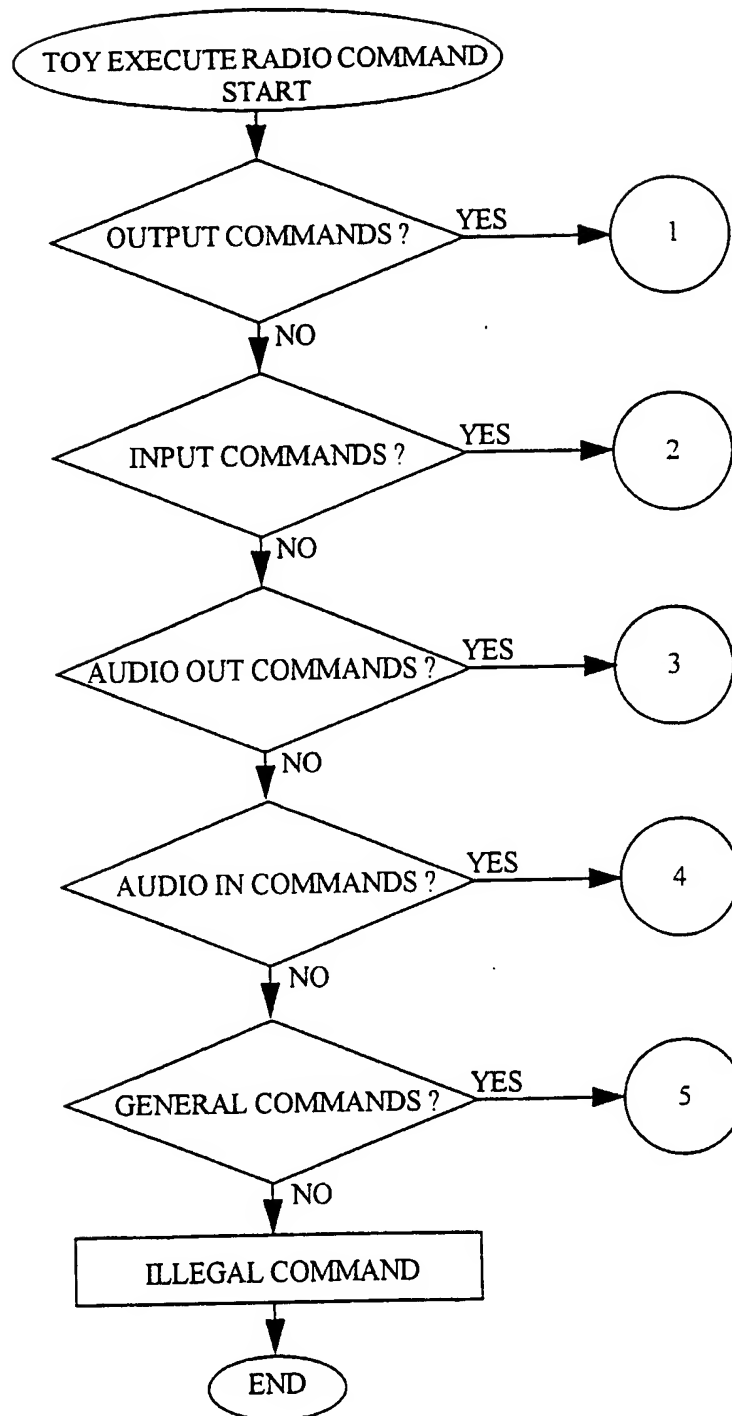 TOY EXECUTE RADIO COMMAND
START
OUTPUT COMMANDS ?
YES
1
NO
INPUT COMMANDS ?
YES
2
NO
AUDIO OUT COMMANDS ?
YES
3
NO
AUDIO IN COMMANDS ?
YES
4
NO
GENERAL COMMANDS ?
YES
5
NO
ILLEGAL COMMAND
END